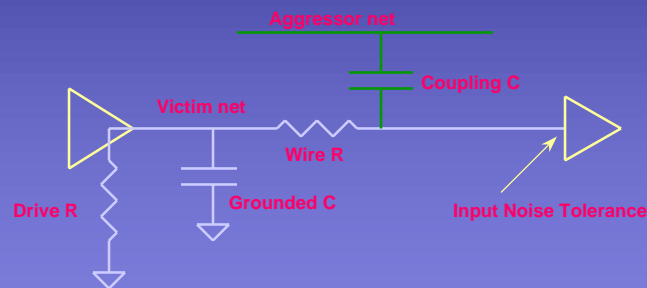 Aggressor net
Coupling C
Victim net
Wire R
Drive R
Grounded C
Input Noise Tolerance